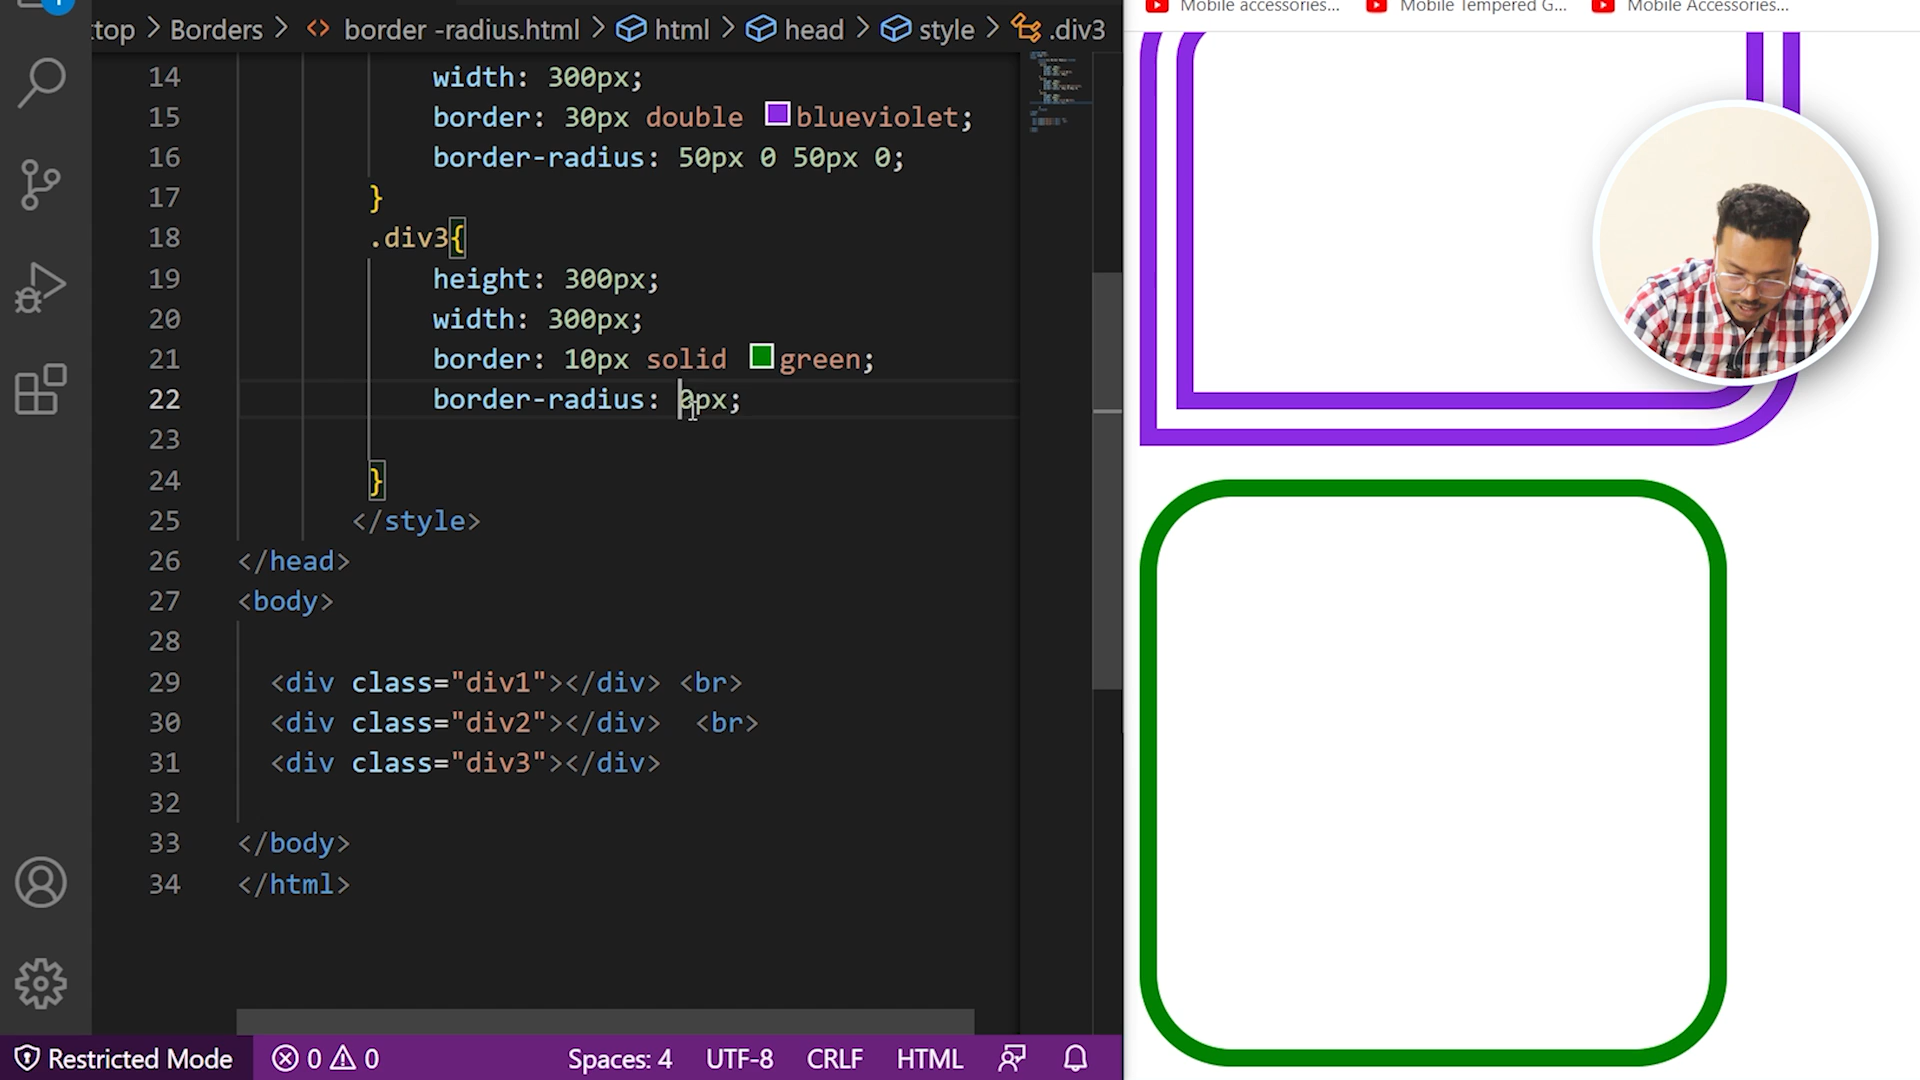 top > Borders > <> border -radius.html > html > head > style > .div3
Mobile accessories... Mobile Tempered G... Mobile Accessories...
14 width: 300px;
15 border: 30px double blueviolet;
16 border-radius: 50px 0 50px 0;
17 }
18 .div3{
19 height: 300px;
20 width: 300px;
21 border: 10px solid green;
22 border-radius: 0px;
23
24 }
25 </style>
26 </head>
27 <body>
28
29 <div class="div1"></div> <br>
30 <div class="div2"></div> <br>
31 <div class="div3"></div>
32
33 </body>
34 </html>
Restricted Mode 0 0 Spaces: 4 UTF-8 CRLF HTML